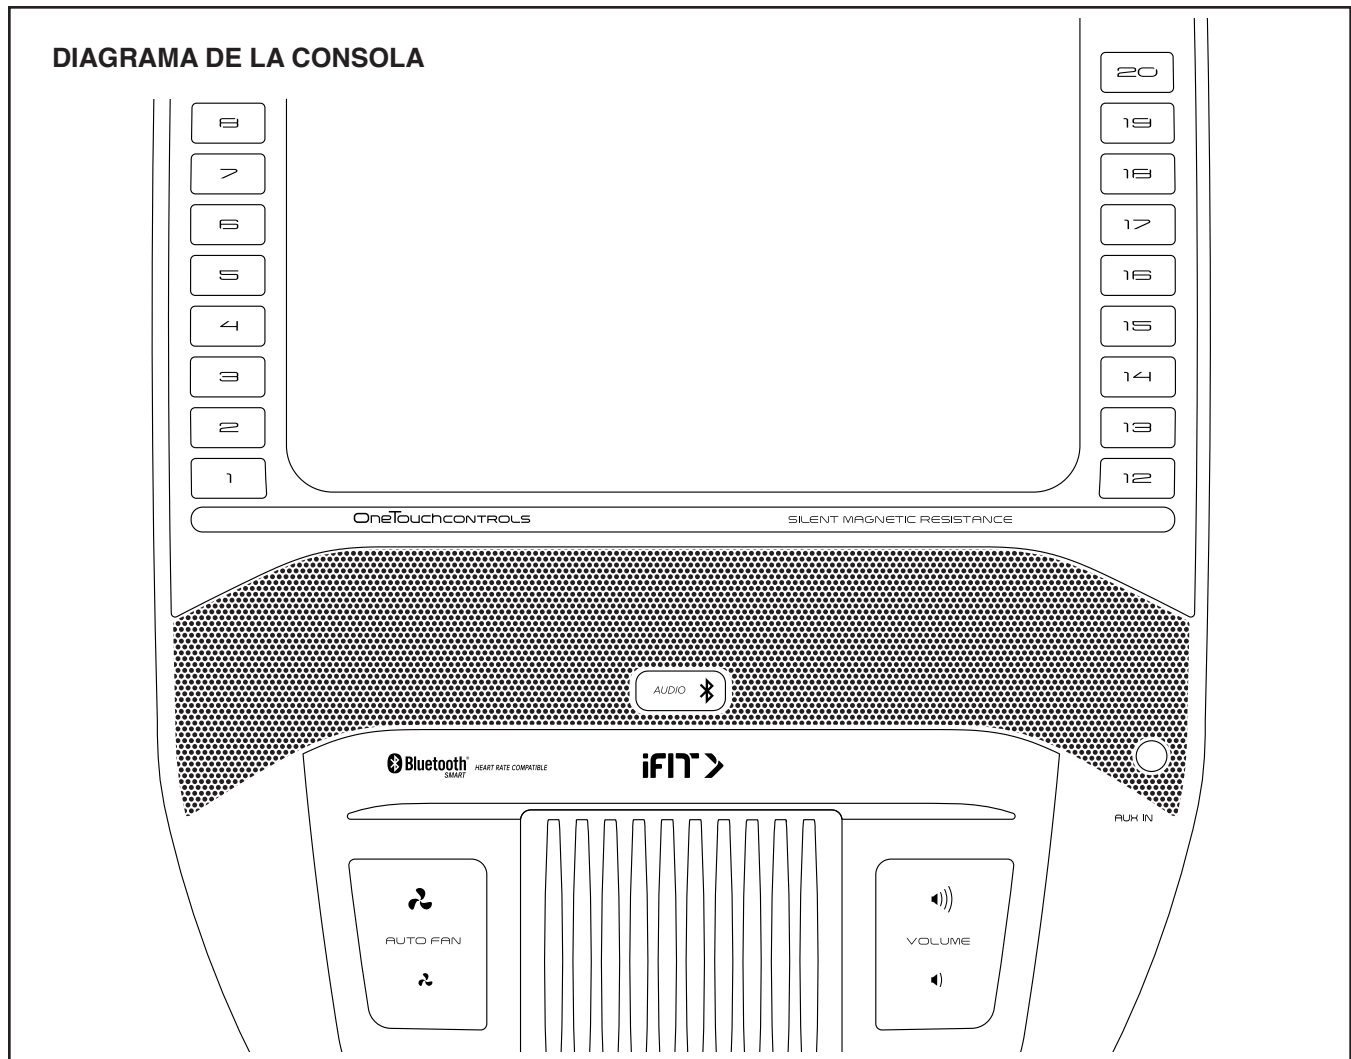 DIAGRAMA DE LA CONSOLA
20
8 19
7 18
6 17
5 16
4 15
3 14
2 13
1 12
OneTouchCONTROLS SILENT MAGNETIC RESISTANCE
AUDIO
Bluetooth® SMART HEART RATE COMPATIBLE iFIT
AUX IN
AUTO FAN VOLUME